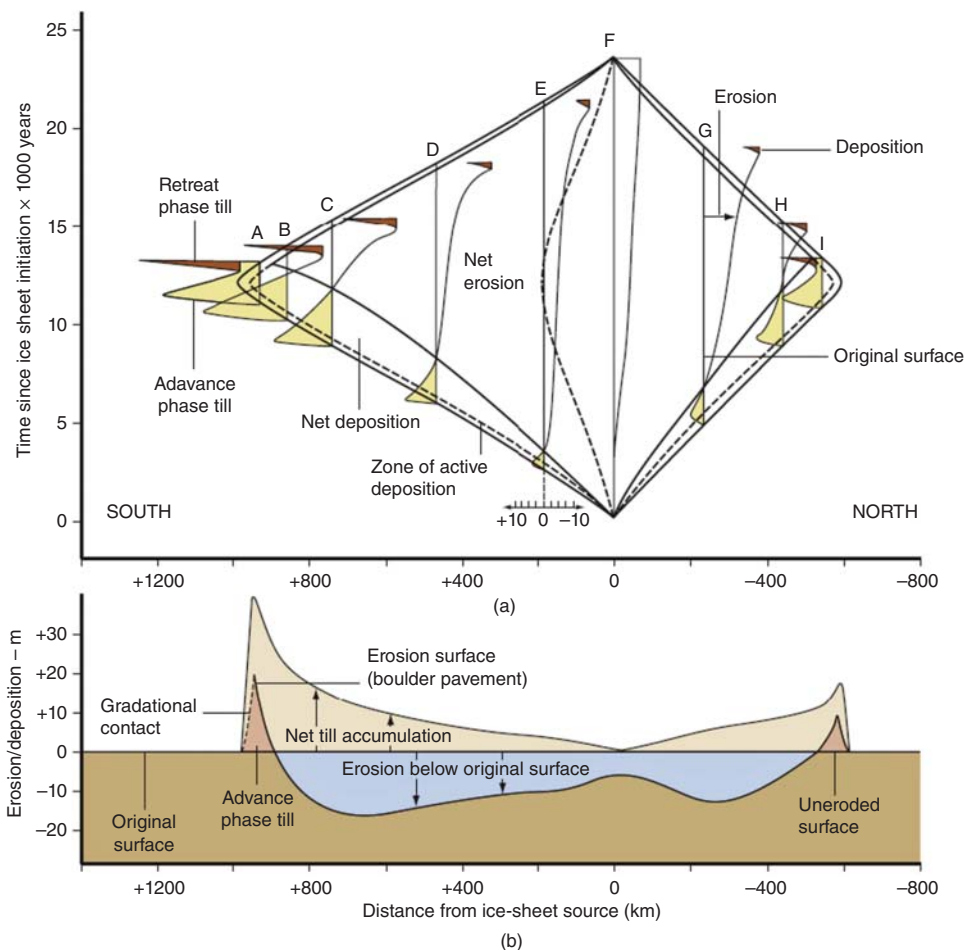 25
20
15
10
5
0
Time since ice sheet initiation × 1000 years
F
E
D
C
B
A
G
H
I
Erosion
Deposition
Retreat
phase till
Net
erosion
Original surface
Adavance
phase till
Net deposition
Zone of active
deposition
+10 0 –10
SOUTH
NORTH
+1200 +800 +400 0 –400 –800
(a)
Erosion/deposition – m
+30
+20
+10
0
–10
–20
Erosion surface
(boulder pavement)
Gradational
contact
Net till accumulation
Erosion below original surface
Original
surface
Advance
phase till
Uneroded
surface
+1200 +800 +400 0 –400 –800
Distance from ice-sheet source (km)
(b)